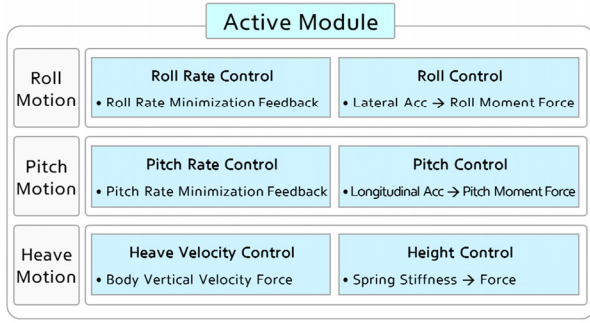 Active Module
Roll
Motion
Roll Rate Control
• Roll Rate Minimization Feedback
Roll Control
• Lateral Acc → Roll Moment Force
Pitch
Motion
Pitch Rate Control
• Pitch Rate Minimization Feedback
Pitch Control
• Longitudinal Acc → Pitch Moment Force
Heave
Motion
Heave Velocity Control
• Body Vertical Velocity Force
Height Control
• Spring Stiffness → Force